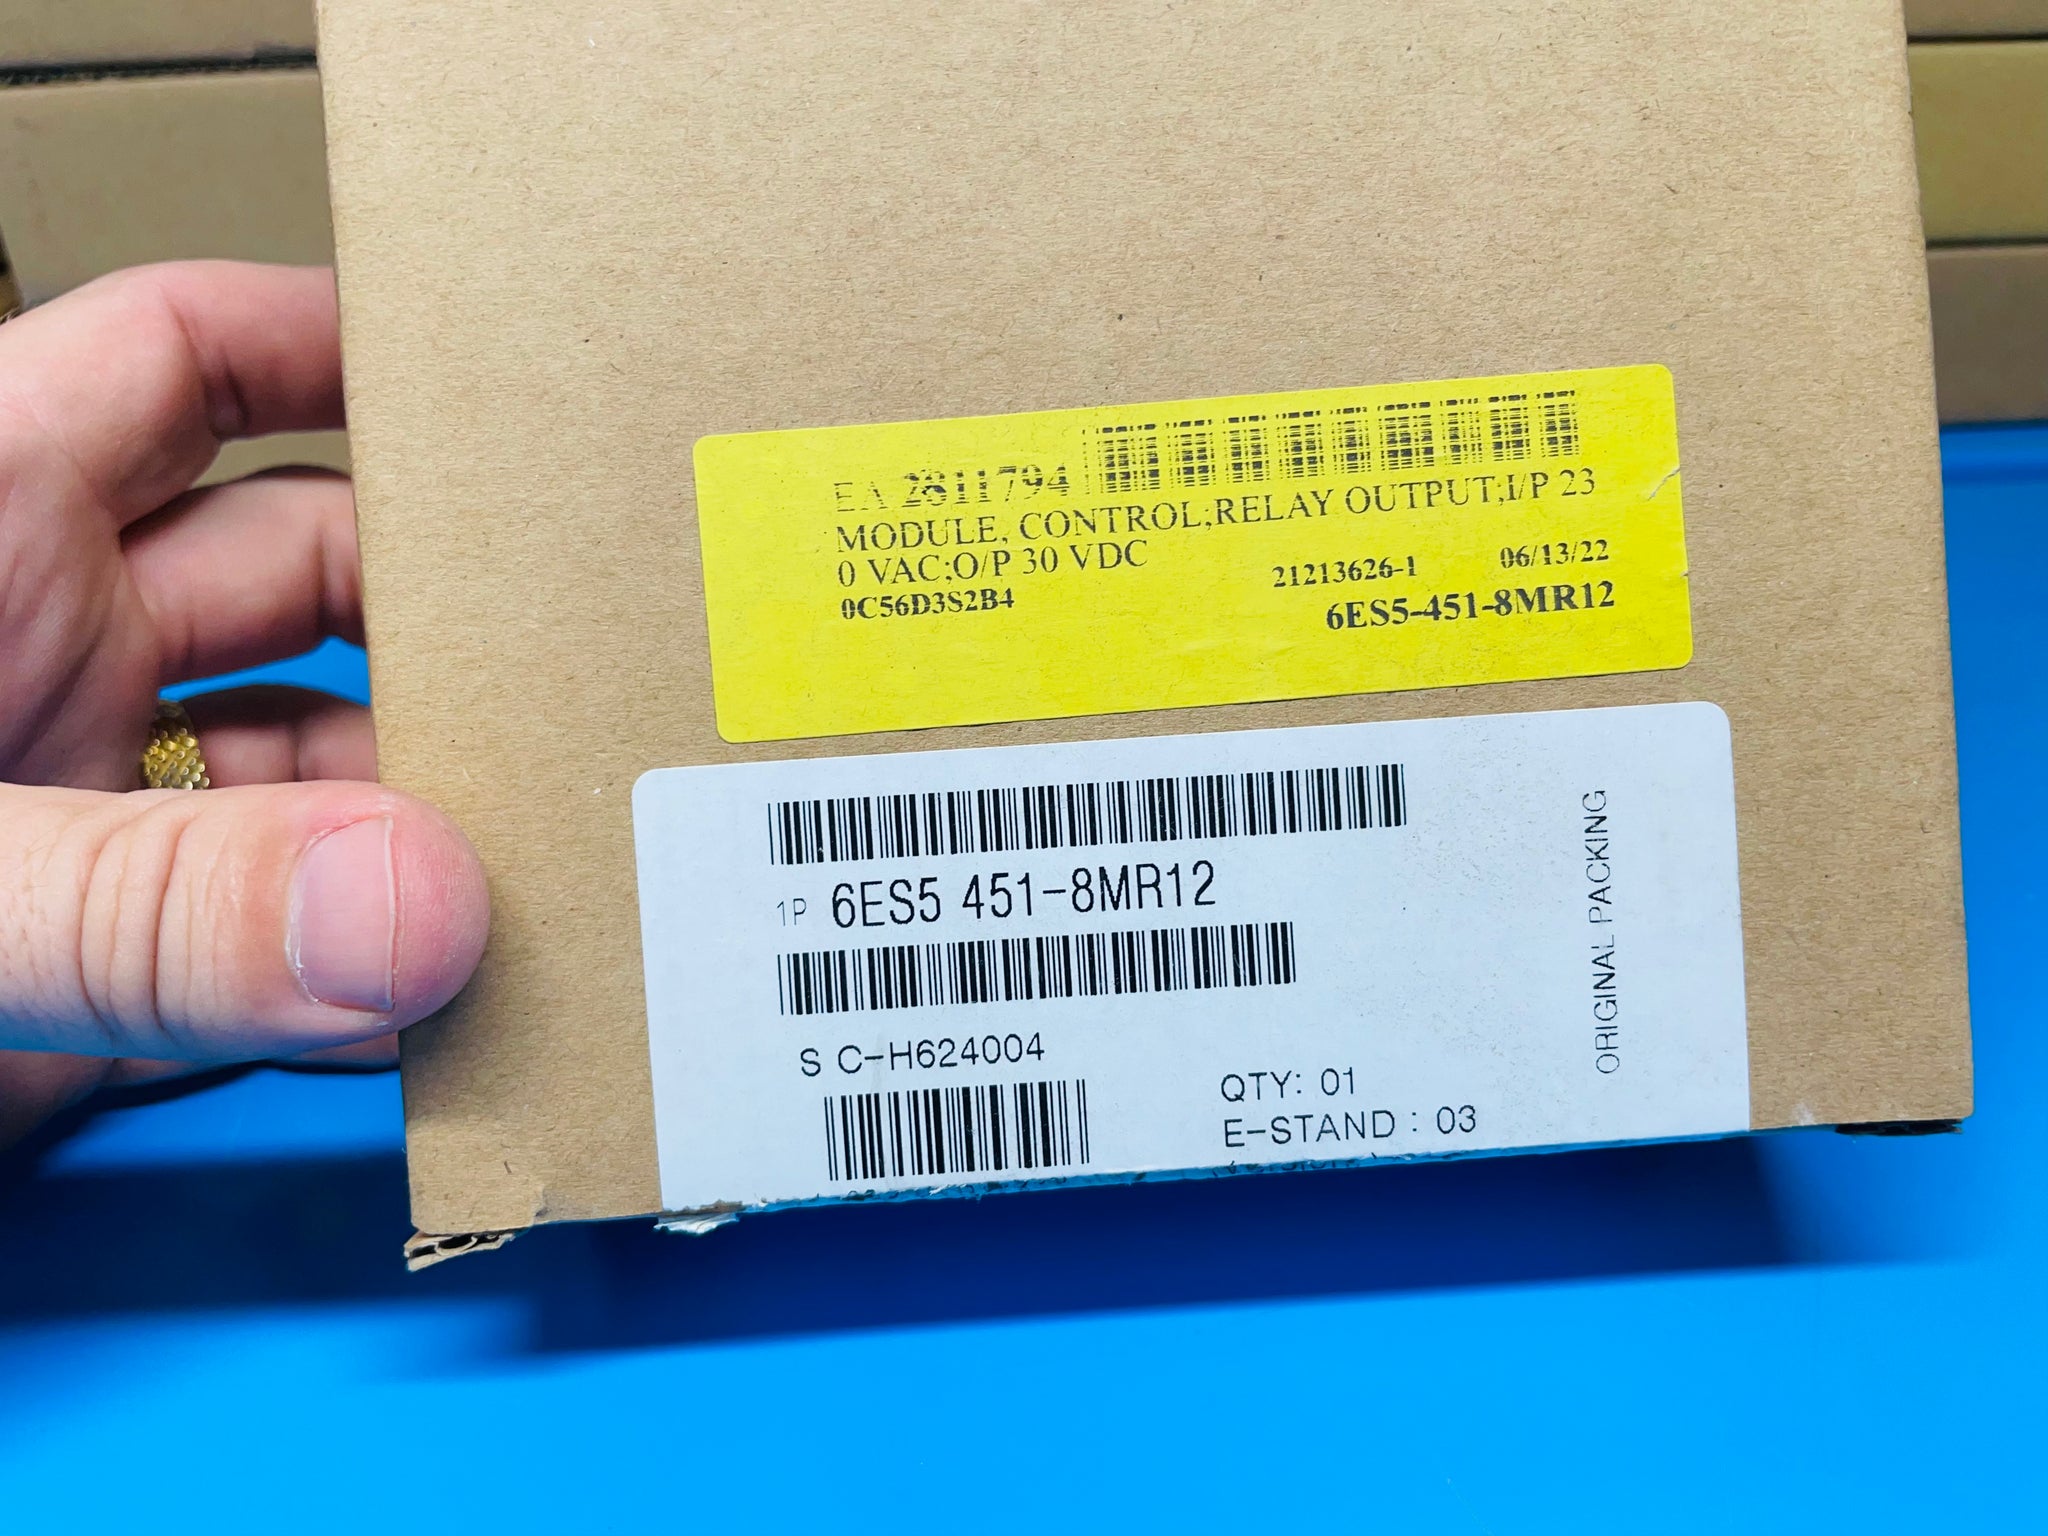 EA 2811794
MODULE, CONTROL;RELAY OUTPUT;I/P 23
0 VAC;O/P 30 VDC
21213626-1 06/13/22
0C56D3S2B4
6ES5-451-8MR12
1P 6ES5 451-8MR12
S C-H624004
QTY: 01
E-STAND : 03
ORIGINAL PACKING